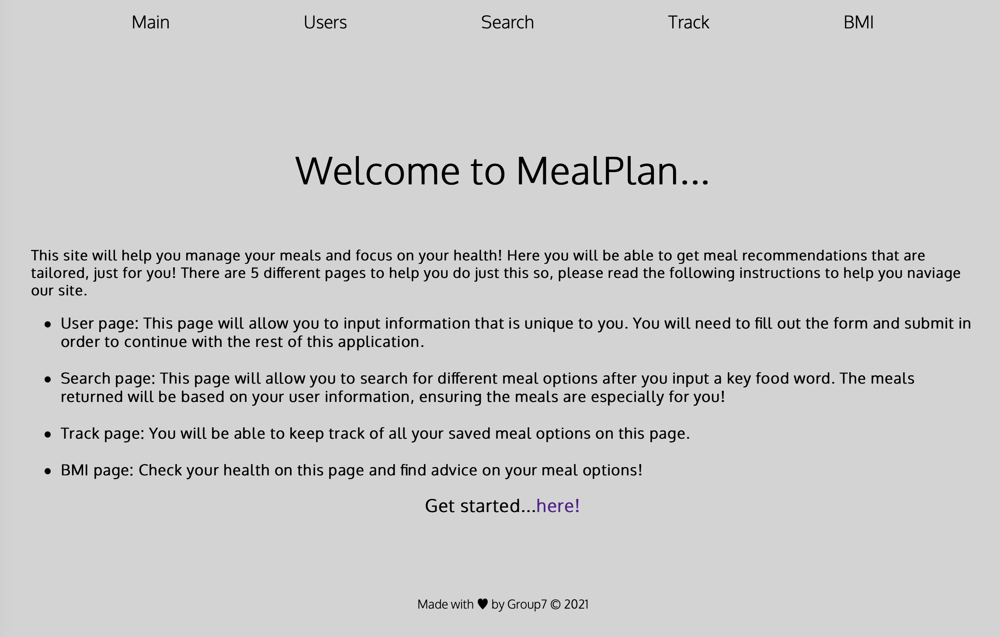 Main Users Search Track BMI
Welcome to MealPlan...
This site will help you manage your meals and focus on your health! Here you will be able to get meal recommendations that are
tailored, just for you! There are 5 different pages to help you do just this so, please read the following instructions to help you naviage
our site.
• User page: This page will allow you to input information that is unique to you. You will need to fill out the form and submit in
order to continue with the rest of this application.
• Search page: This page will allow you to search for different meal options after you input a key food word. The meals
returned will be based on your user information, ensuring the meals are especially for you!
• Track page: You will be able to keep track of all your saved meal options on this page.
• BMI page: Check your health on this page and find advice on your meal options!
Get started...here!
Made with ♥ by Group7 © 2021